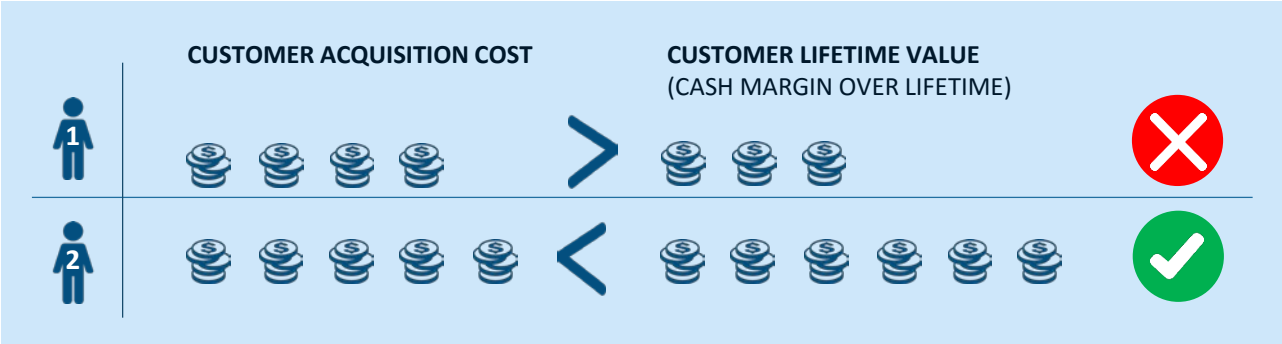 CUSTOMER ACQUISITION COST
CUSTOMER LIFETIME VALUE
(CASH MARGIN OVER LIFETIME)
1
>
2
<